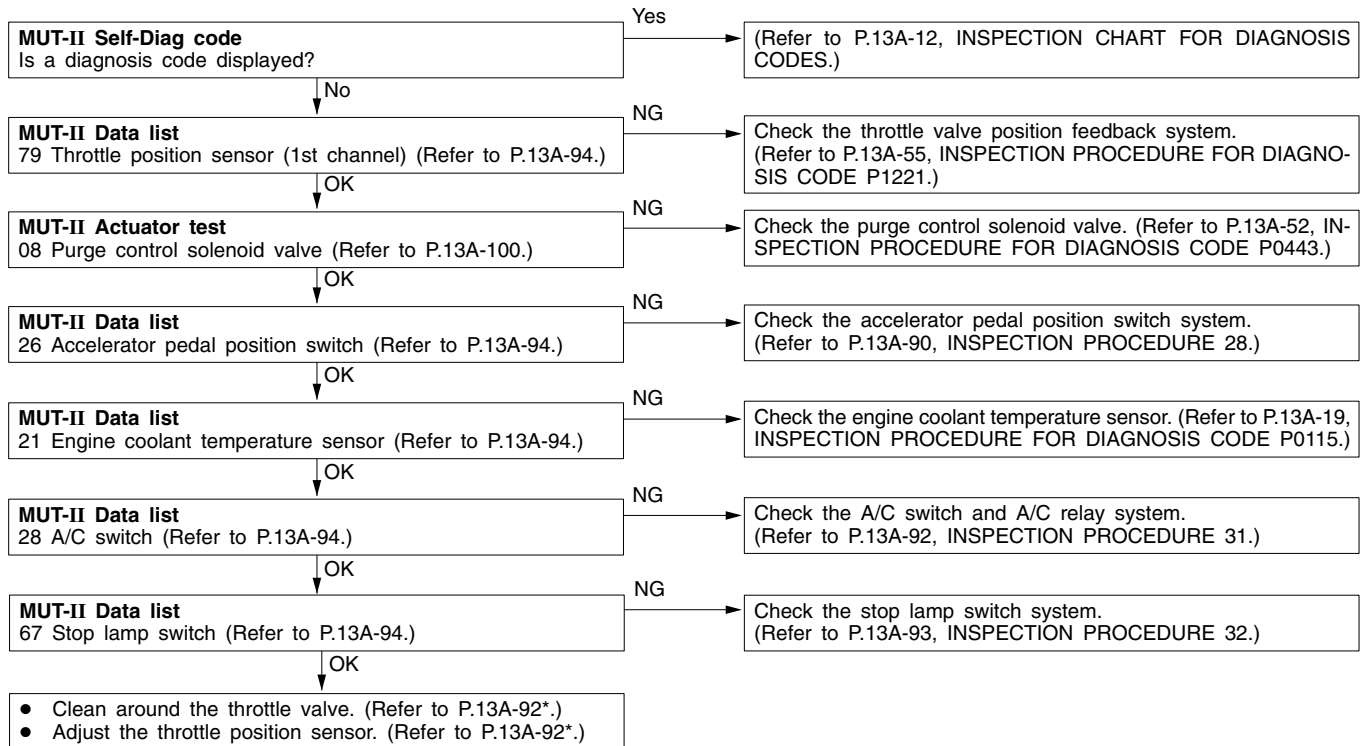 MUT-II Self-Diag code
Is a diagnosis code displayed?
Yes
(Refer to P.13A-12, INSPECTION CHART FOR DIAGNOSIS
CODES.)
No
MUT-II Data list
79 Throttle position sensor (1st channel) (Refer to P.13A-94.)
NG
Check the throttle valve position feedback system.
(Refer to P.13A-55, INSPECTION PROCEDURE FOR DIAGNO-
SIS CODE P1221.)
OK
MUT-II Actuator test
08 Purge control solenoid valve (Refer to P.13A-100.)
NG
Check the purge control solenoid valve. (Refer to P.13A-52, IN-
SPECTION PROCEDURE FOR DIAGNOSIS CODE P0443.)
OK
MUT-II Data list
26 Accelerator pedal position switch (Refer to P.13A-94.)
NG
Check the accelerator pedal position switch system.
(Refer to P.13A-90, INSPECTION PROCEDURE 28.)
OK
MUT-II Data list
21 Engine coolant temperature sensor (Refer to P.13A-94.)
NG
Check the engine coolant temperature sensor. (Refer to P.13A-19,
INSPECTION PROCEDURE FOR DIAGNOSIS CODE P0115.)
OK
MUT-II Data list
28 A/C switch (Refer to P.13A-94.)
NG
Check the A/C switch and A/C relay system.
(Refer to P.13A-92, INSPECTION PROCEDURE 31.)
OK
MUT-II Data list
67 Stop lamp switch (Refer to P.13A-94.)
NG
Check the stop lamp switch system.
(Refer to P.13A-93, INSPECTION PROCEDURE 32.)
OK
● Clean around the throttle valve. (Refer to P.13A-92*.)
● Adjust the throttle position sensor. (Refer to P.13A-92*.)